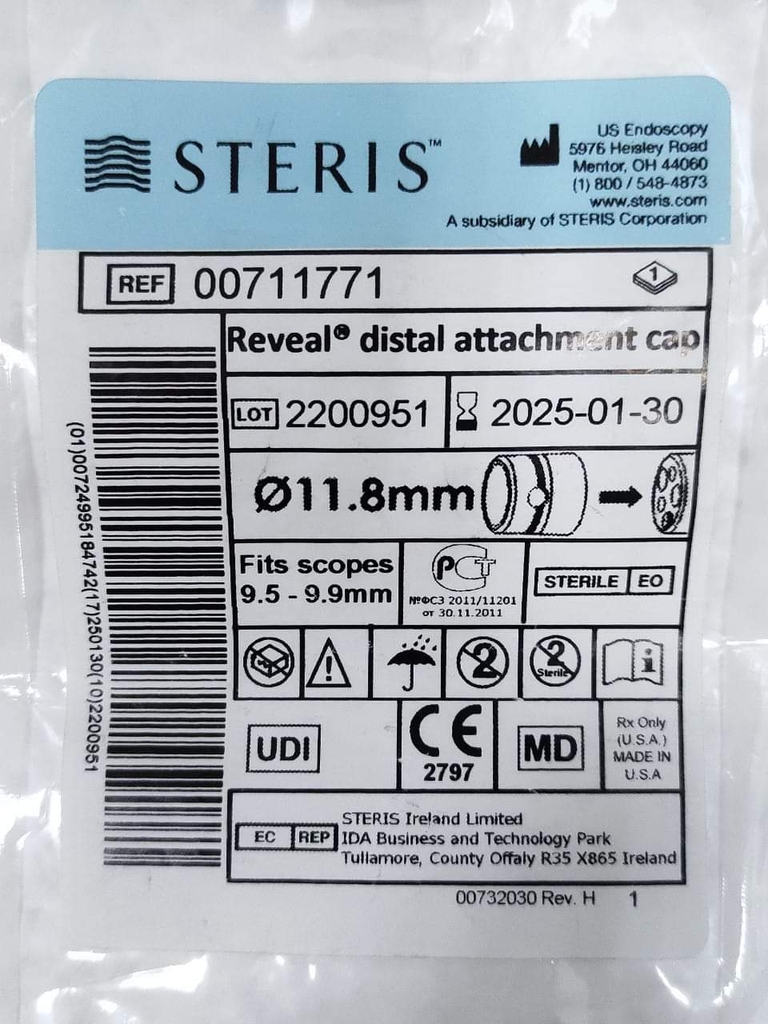 STERIS™
US Endoscopy
5976 Heisley Road
Mentor, OH 44060
(1) 800 / 548-4873
www.steris.com
A subsidiary of STERIS Corporation
REF 00711771
1
Reveal® distal attachment cap
LOT 2200951
2025-01-30
Ø11.8mm
Fits scopes
9.5 - 9.9mm
РСТ
№ФСЗ 2011/11201
от 30.11.2011
STERILE EO
2
2
Sterile
i
UDI
CE
2797
MD
Rx Only
(U.S.A.)
MADE IN
U.S.A
EC REP
STERIS Ireland Limited
IDA Business and Technology Park
Tullamore, County Offaly R35 X865 Ireland
00732030 Rev. H 1
(01)00724995184742(17)250130(10)2200951